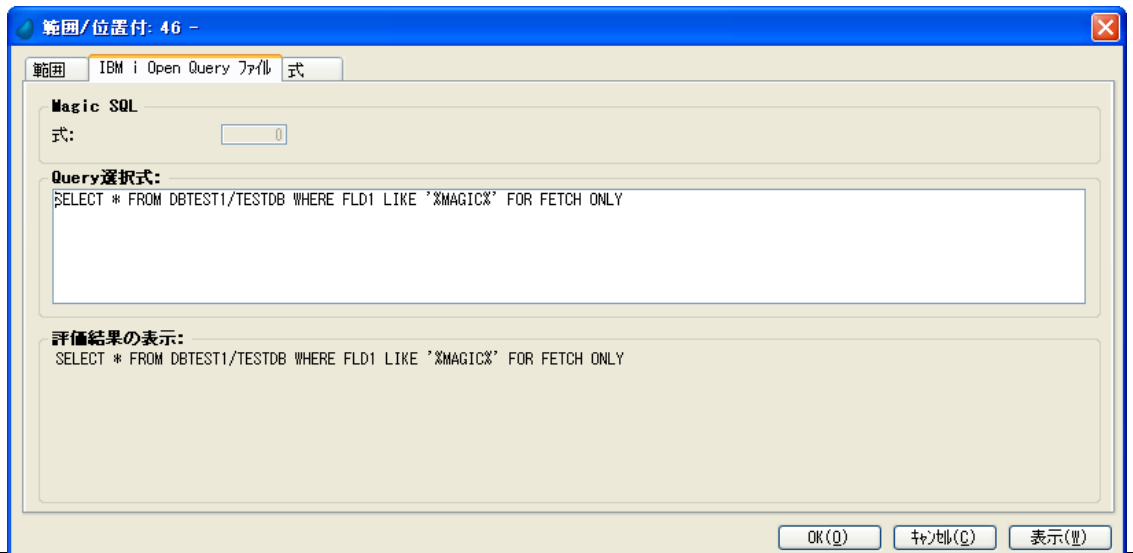 範囲/位置付: 46 -
範囲 IBM i Open Query ファイル 式
Magic SQL
式: 0
Query選択式:
SELECT * FROM DBTEST1/TESTDB WHERE FLD1 LIKE '%MAGIC%' FOR FETCH ONLY
評価結果の表示:
SELECT * FROM DBTEST1/TESTDB WHERE FLD1 LIKE '%MAGIC%' FOR FETCH ONLY
OK(O) キャンセル(C) 表示(W)